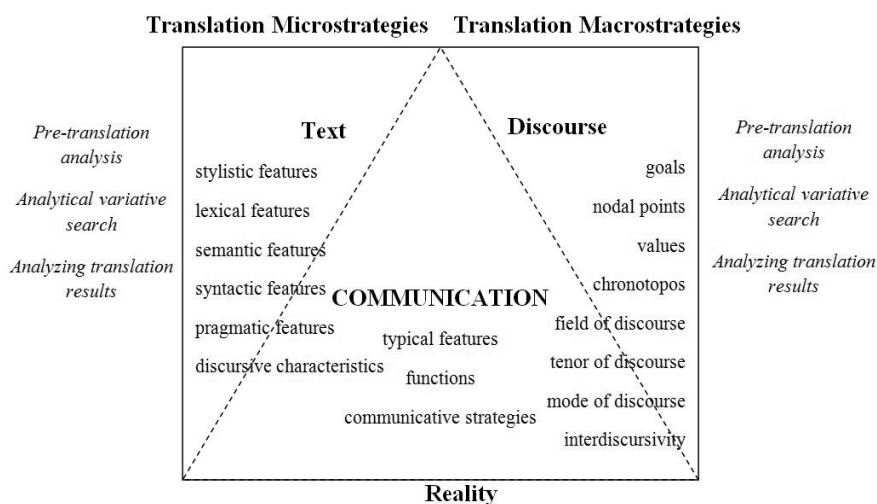 Translation Microstrategies
Translation Macrostrategies
Pre-translation
analysis
Analytical variative
search
Analyzing translation
results
Text
stylistic features
lexical features
semantic features
syntactic features
pragmatic features
discursive characteristics
COMMUNICATION
typical features
functions
communicative strategies
Discourse
goals
nodal points
values
chronotopos
field of discourse
tenor of discourse
mode of discourse
interdiscursivity
Pre-translation
analysis
Analytical variative
search
Analyzing translation
results
Reality